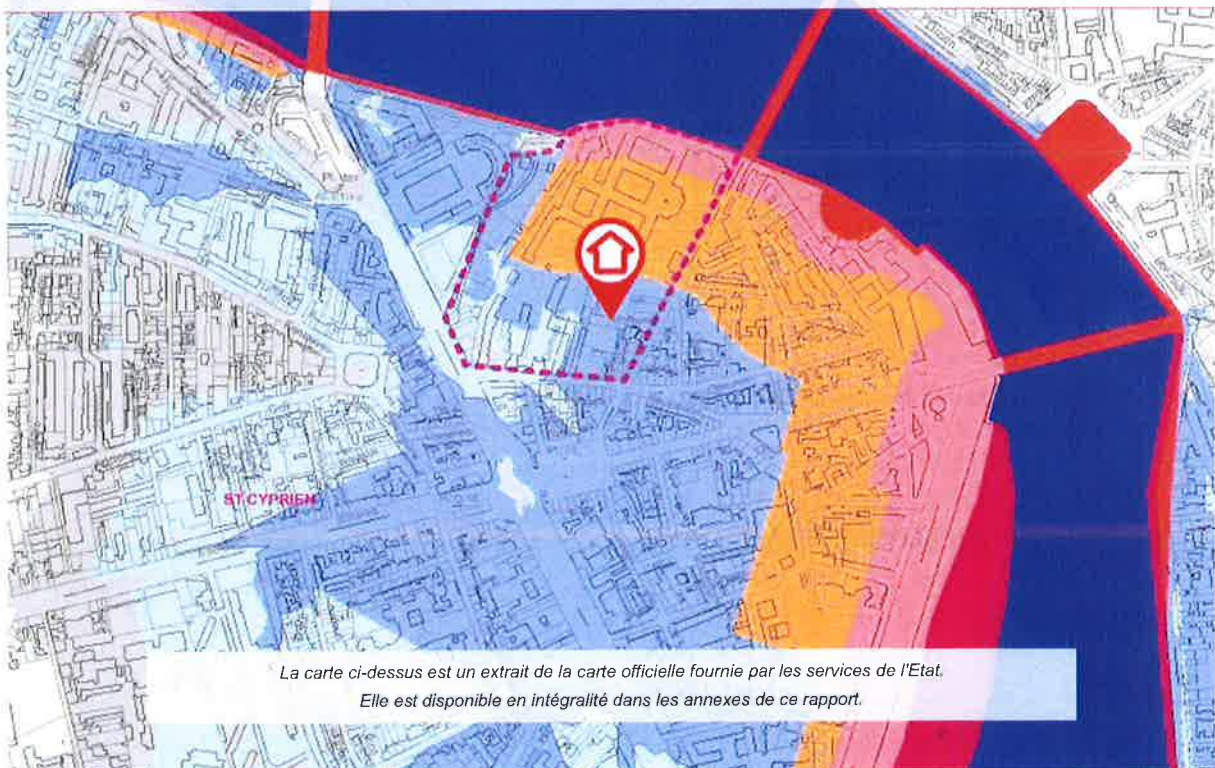 ST CYPRIEN
La carte ci-dessus est un extrait de la carte officielle fournie par les services de l'Etat.
Elle est disponible en intégralité dans les annexes de ce rapport.